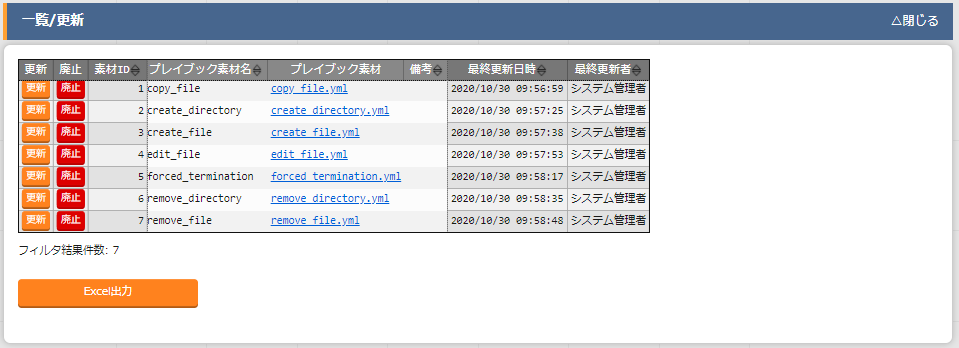 一覧/更新 △閉じる
更新 廃止 素材ID プレイブック素材名 プレイブック素材 備考 最終更新日時 最終更新者
更新 廃止 1 copy_file copy_file.yml 2020/10/30 09:56:59 システム管理者
更新 廃止 2 create_directory create_directory.yml 2020/10/30 09:57:25 システム管理者
更新 廃止 3 create_file create_file.yml 2020/10/30 09:57:38 システム管理者
更新 廃止 4 edit_file edit_file.yml 2020/10/30 09:57:53 システム管理者
更新 廃止 5 forced_termination forced_termination.yml 2020/10/30 09:58:17 システム管理者
更新 廃止 6 remove_directory remove_directory.yml 2020/10/30 09:58:35 システム管理者
更新 廃止 7 remove_file remove_file.yml 2020/10/30 09:58:48 システム管理者
フィルタ結果件数: 7
Excel出力